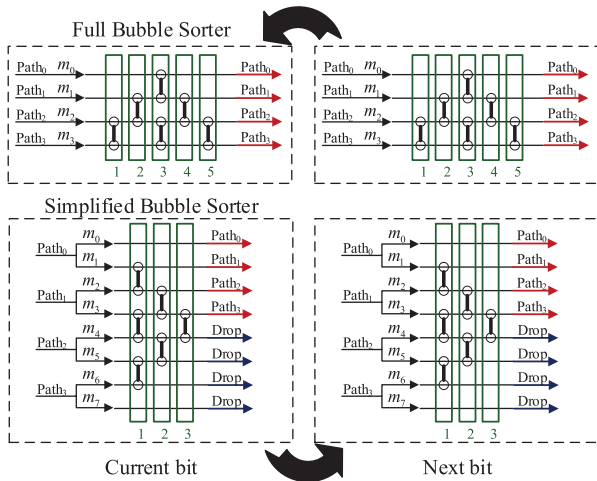 Full Bubble Sorter
Path₀ m₀ Path₀
Path₁ m₁ Path₁
Path₂ m₂ Path₂
Path₃ m₃ Path₃
1 2 3 4 5
Path₀ m₀ Path₀
Path₁ m₁ Path₁
Path₂ m₂ Path₂
Path₃ m₃ Path₃
1 2 3 4 5
Simplified Bubble Sorter
m₀ Path₀
Path₀
m₁ Path₁
m₂ Path₂
Path₁
m₃ Path₃
m₄ Drop
Path₂
m₅ Drop
m₆ Drop
Path₃
m₇ Drop
1 2 3
m₀ Path₀
Path₀
m₁ Path₁
m₂ Path₂
Path₁
m₃ Path₃
m₄ Drop
Path₂
m₅ Drop
m₆ Drop
Path₃
m₇ Drop
1 2 3
Current bit
Next bit